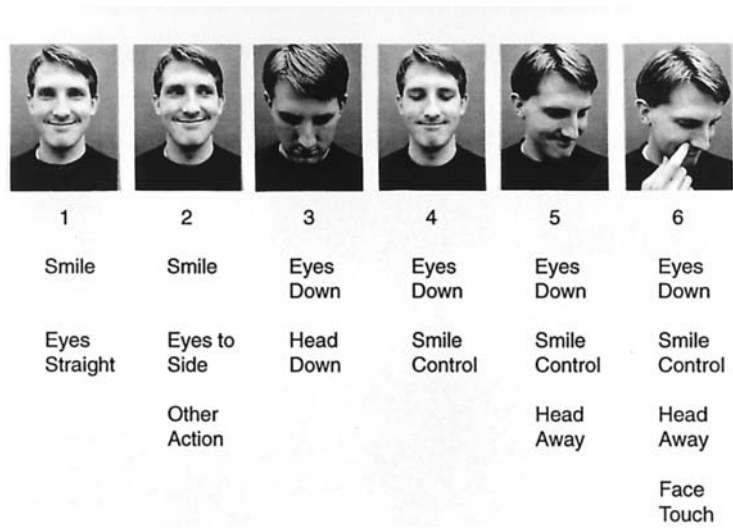 1 2 3 4 5 6
Smile Smile Eyes Eyes Eyes Eyes
Down Down Down Down
Eyes Eyes to Head Smile Smile Smile
Straight Side Down Control Control Control
Other Head Head
Action Away Away
Face
Touch